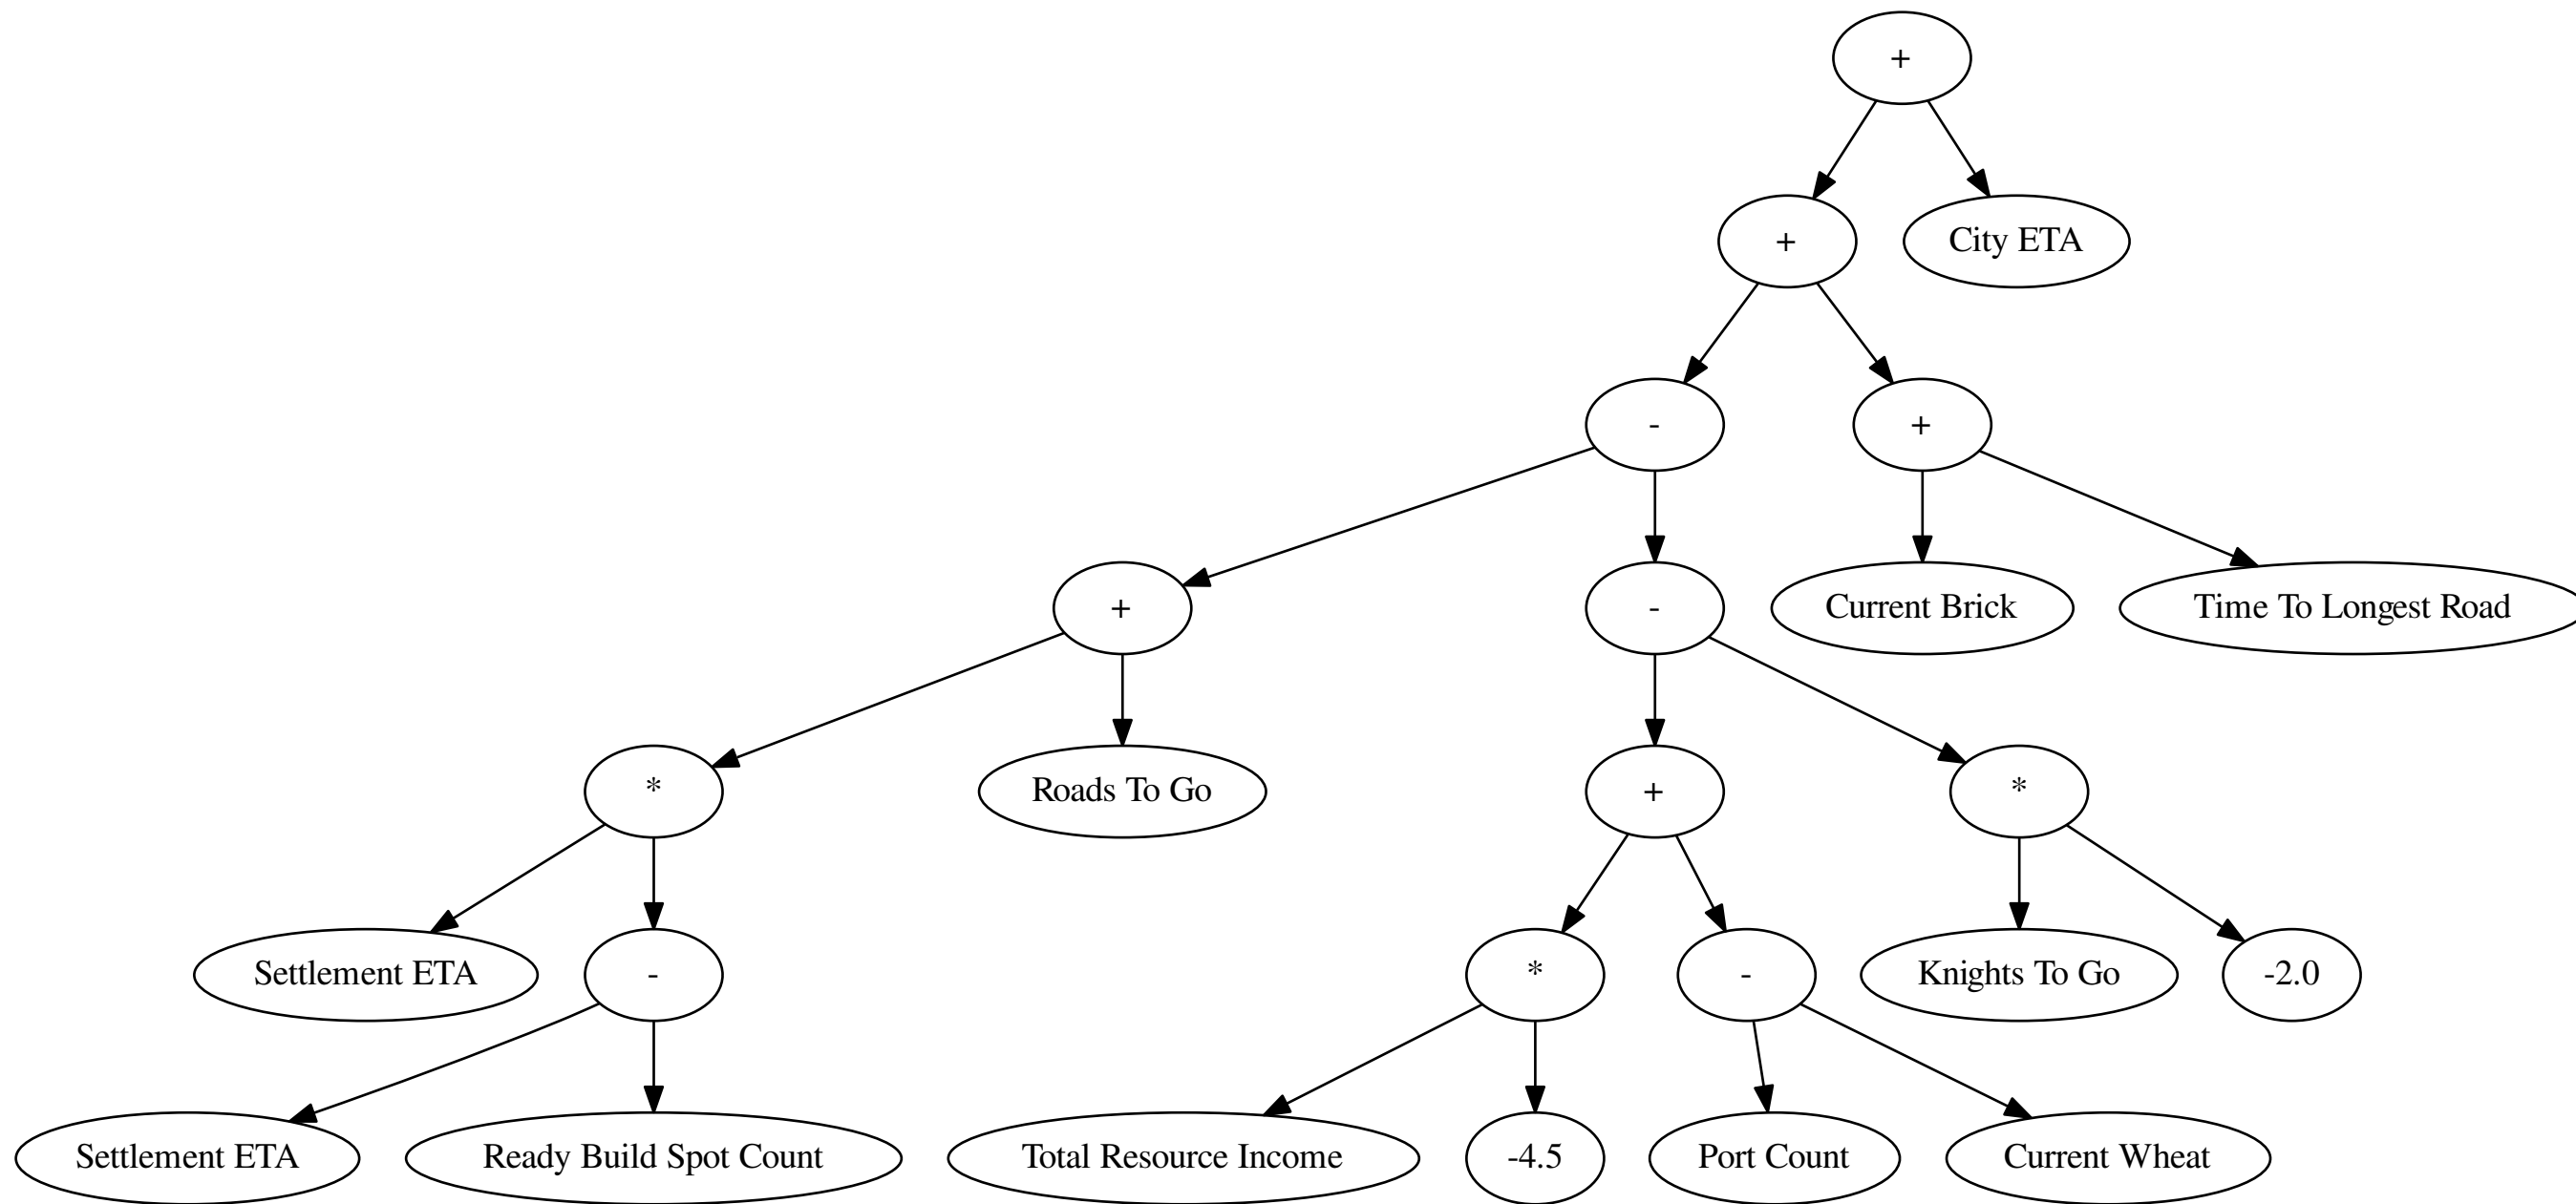 +
+
City ETA
-
+
+
-
Current Brick
Time To Longest Road
*
Roads To Go
+
*
Settlement ETA
-
*
-
Knights To Go
-2.0
Settlement ETA
Ready Build Spot Count
Total Resource Income
-4.5
Port Count
Current Wheat